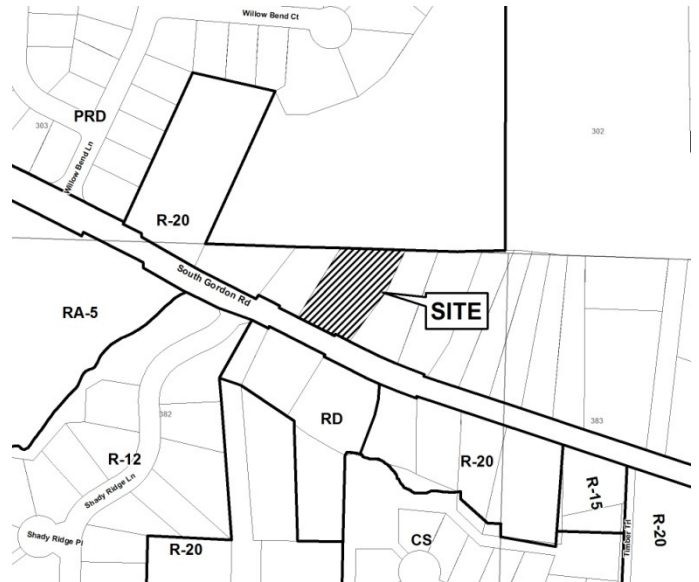 Willow Bend Ct
PRD
303
302
Willow Bend Ln
R-20
South Gordon Rd
SITE
RA-5
RD
382
383
R-12
R-20
R-15
Shady Ridge Ln
R-20
Shady Ridge Pl
CS
Timber Trl
R-20